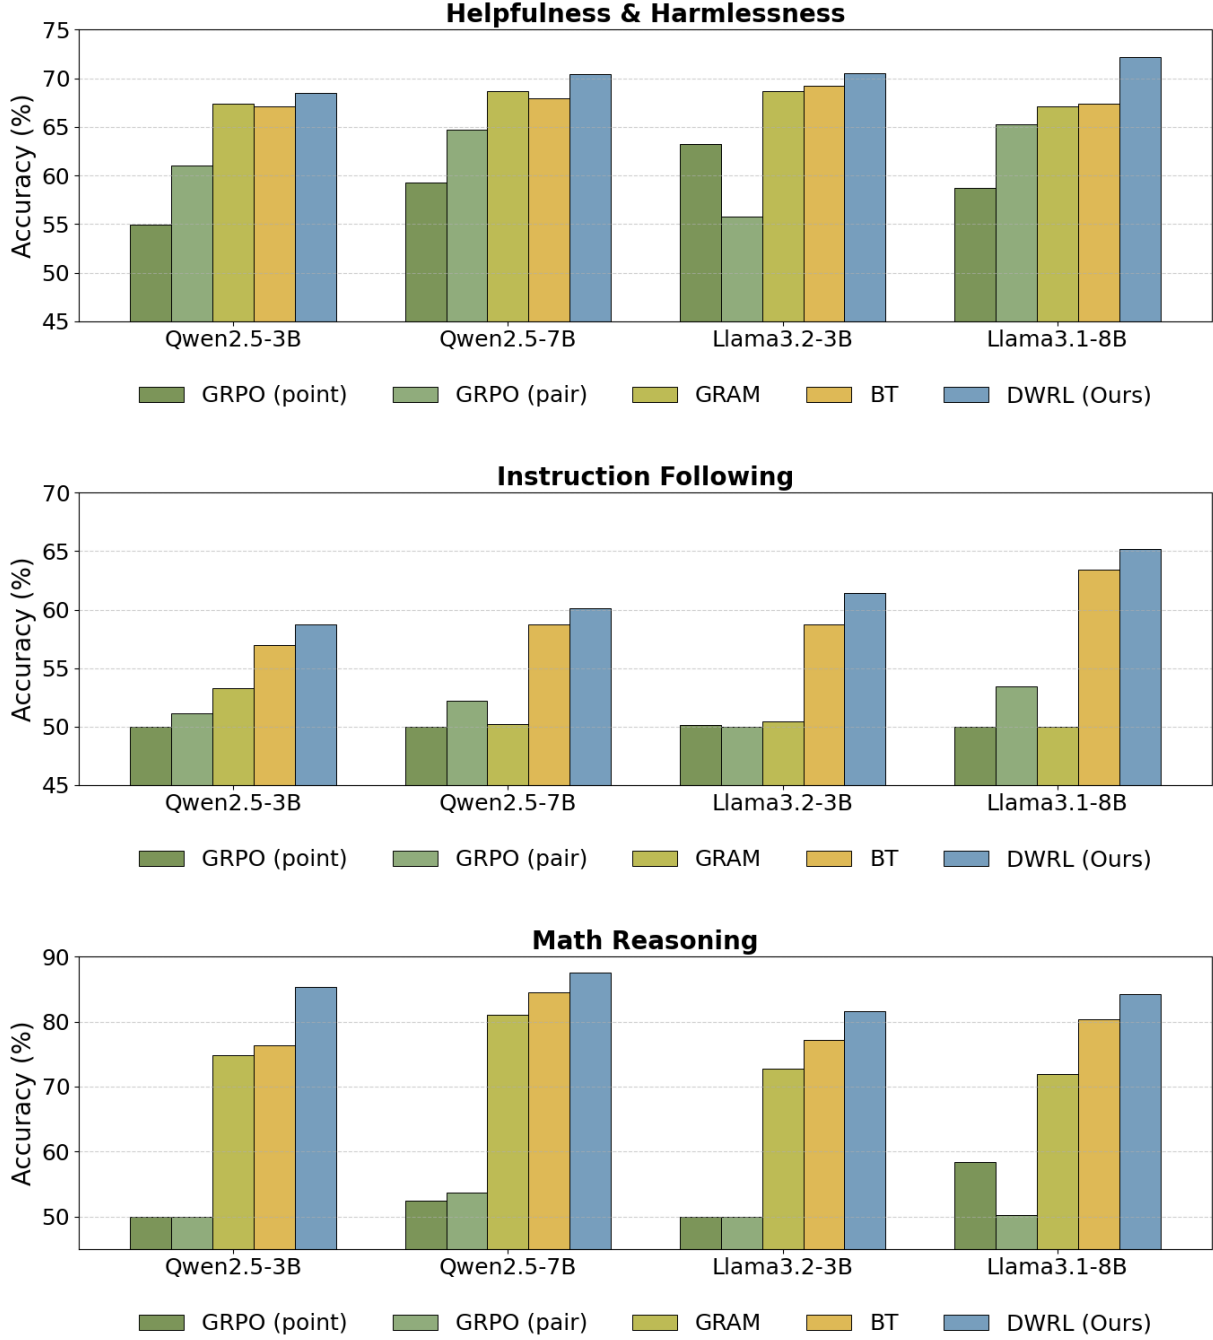 Helpfulness & Harmlessness
75
70
65
60
55
50
45
Accuracy (%)
Qwen2.5-3B Qwen2.5-7B Llama3.2-3B Llama3.1-8B
GRPO (point) GRPO (pair) GRAM BT DWRL (Ours)
Instruction Following
70
65
60
55
50
45
Accuracy (%)
Qwen2.5-3B Qwen2.5-7B Llama3.2-3B Llama3.1-8B
GRPO (point) GRPO (pair) GRAM BT DWRL (Ours)
Math Reasoning
90
80
70
60
50
Accuracy (%)
Qwen2.5-3B Qwen2.5-7B Llama3.2-3B Llama3.1-8B
GRPO (point) GRPO (pair) GRAM BT DWRL (Ours)